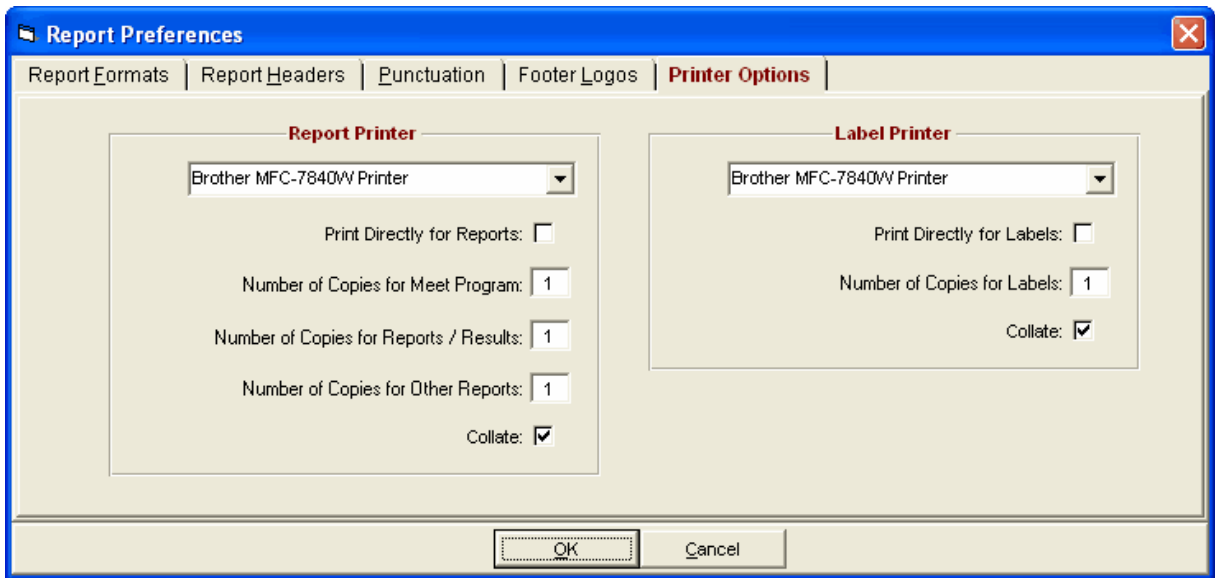 Report Preferences
Report Formats Report Headers Punctuation Footer Logos Printer Options
Report Printer
Brother MFC-7840W Printer
Print Directly for Reports:
Number of Copies for Meet Program: 1
Number of Copies for Reports / Results: 1
Number of Copies for Other Reports: 1
Collate:
Label Printer
Brother MFC-7840W Printer
Print Directly for Labels:
Number of Copies for Labels: 1
Collate:
OK Cancel